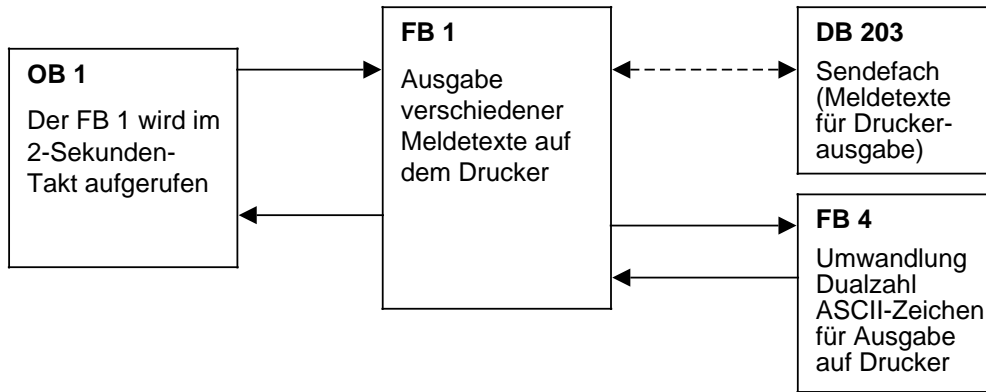 OB 1
Der FB 1 wird im
2-Sekunden-
Takt aufgerufen
FB 1
Ausgabe
verschiedener
Meldetexte auf
dem Drucker
DB 203
Sendefach
(Meldetexte
für Drucker-
ausgabe)
FB 4
Umwandlung
Dualzahl
ASCII-Zeichen
für Ausgabe
auf Drucker